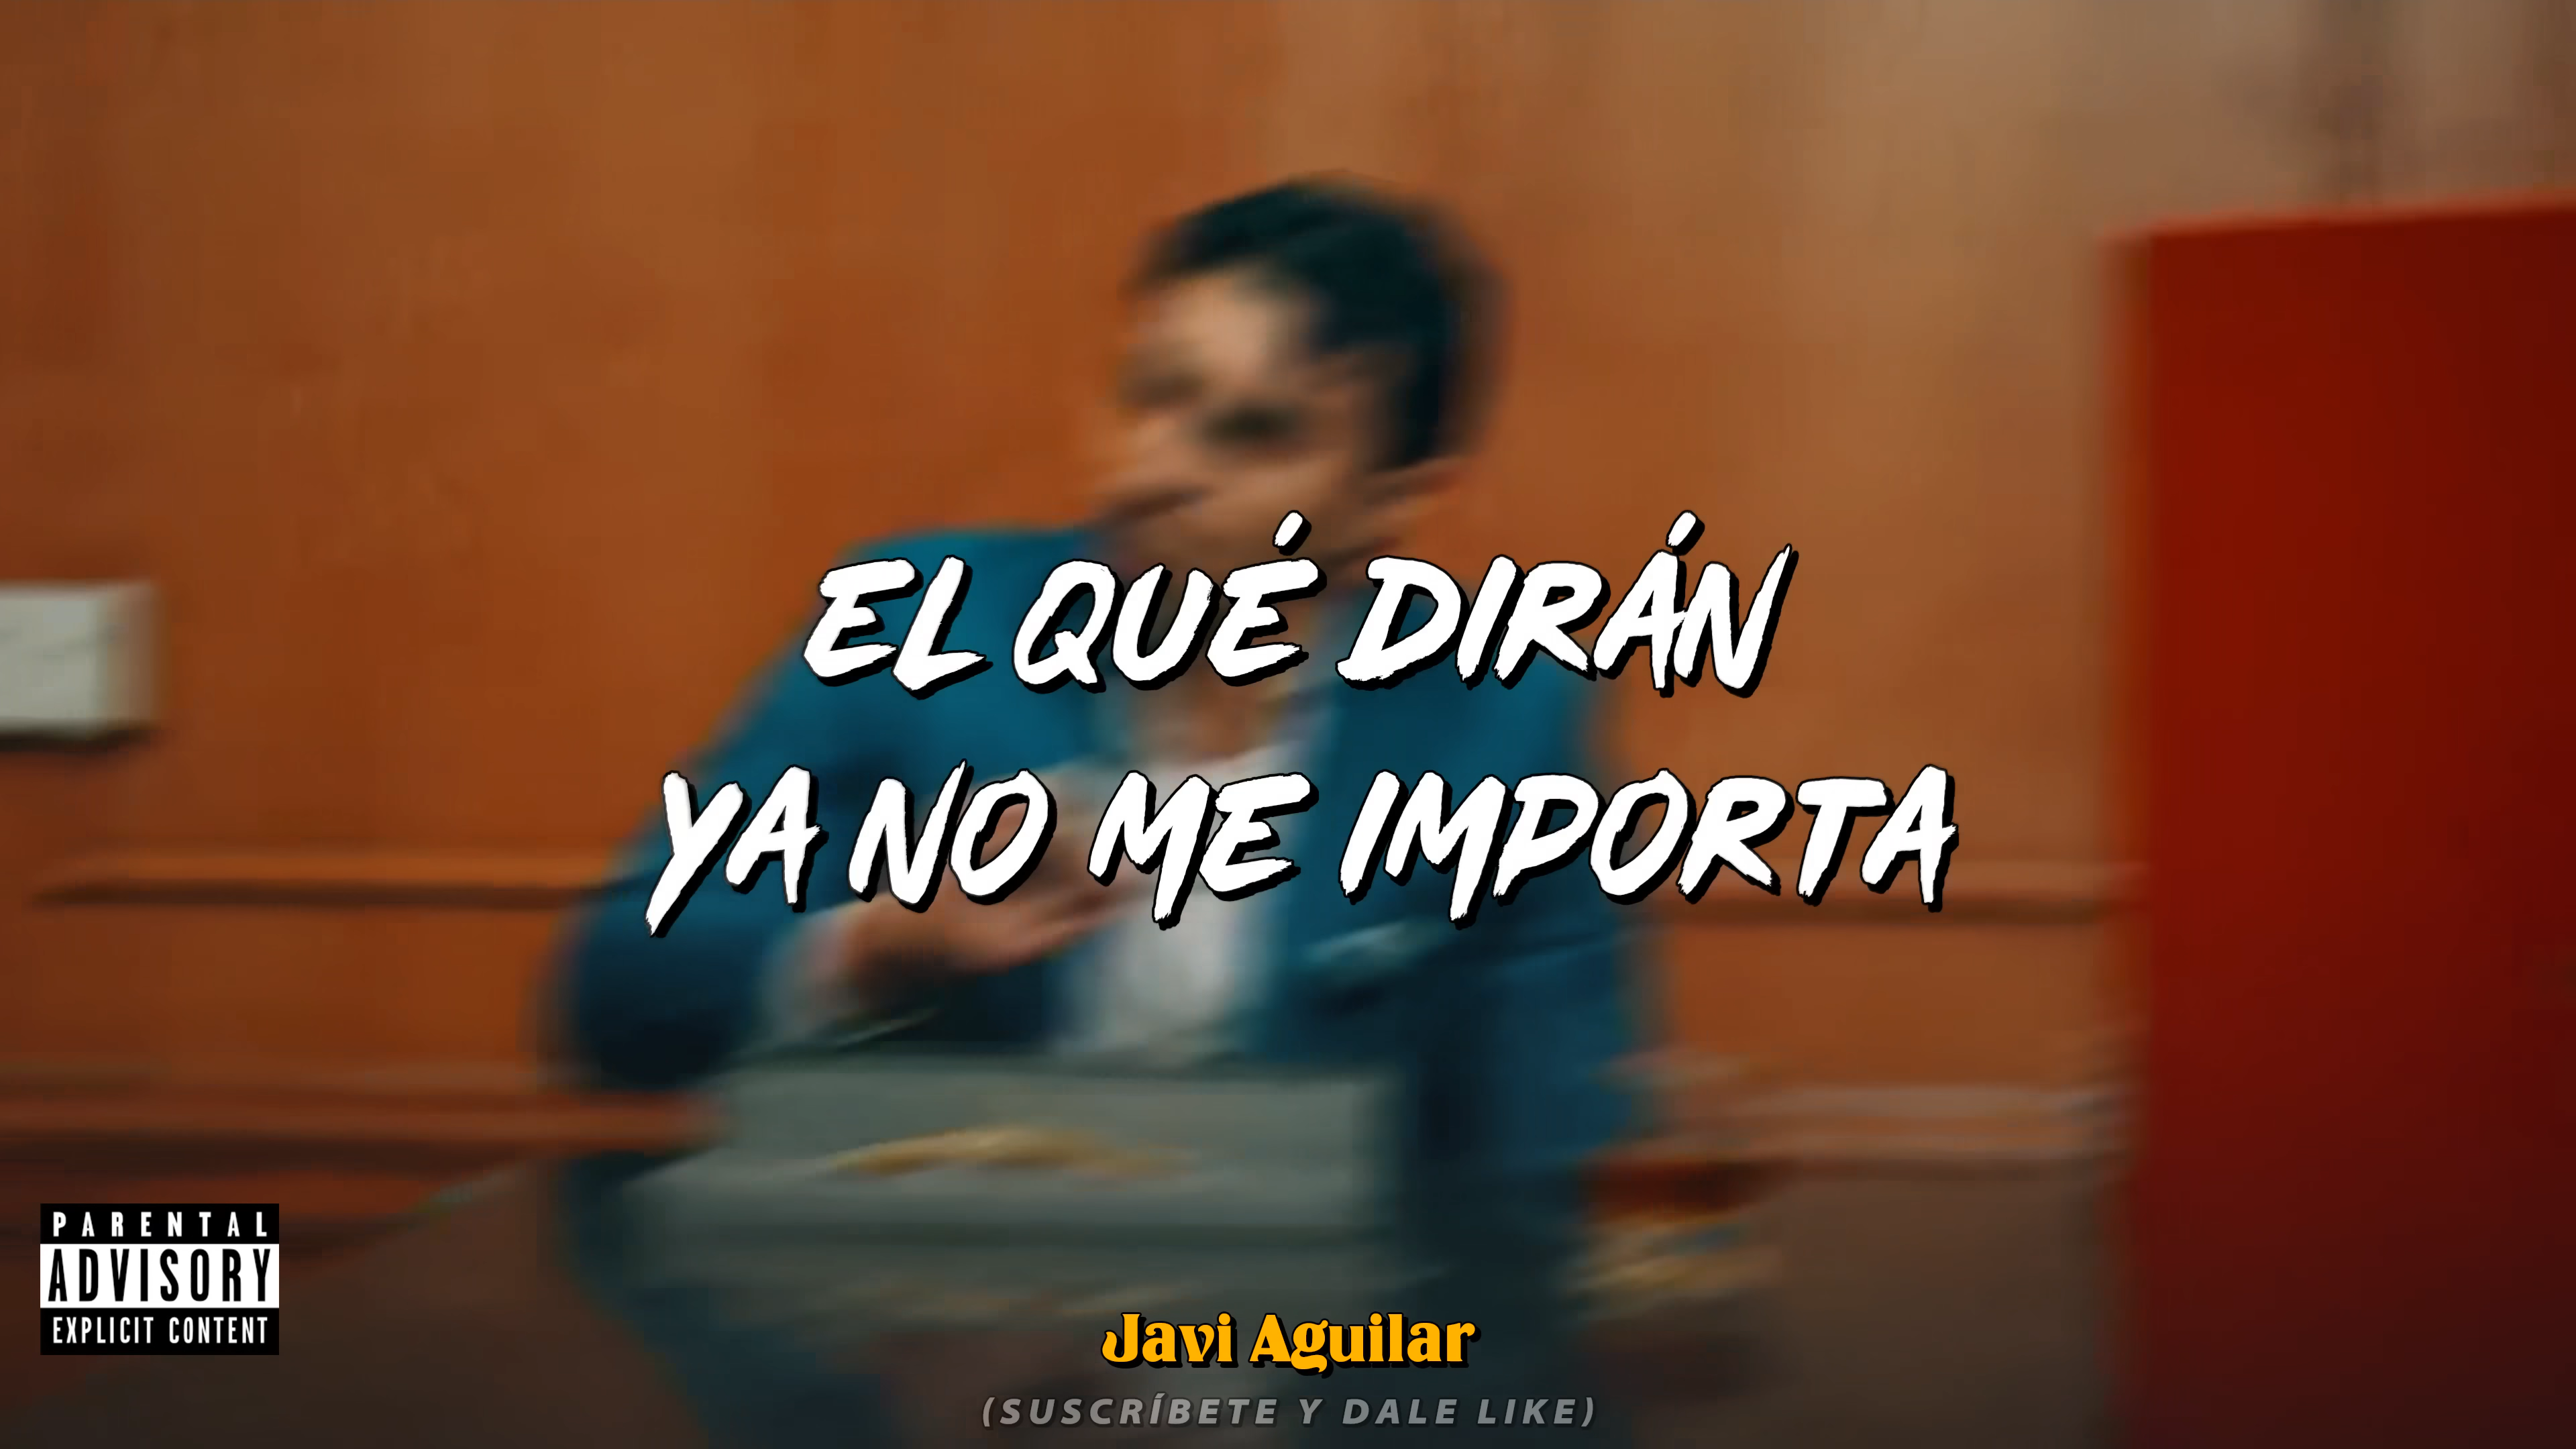 EL QUÉ DIRÁN
YA NO ME IMPORTA
PARENTAL
ADVISORY
EXPLICIT CONTENT
Javi Aguilar
(SUSCRÍBETE Y DALE LIKE)